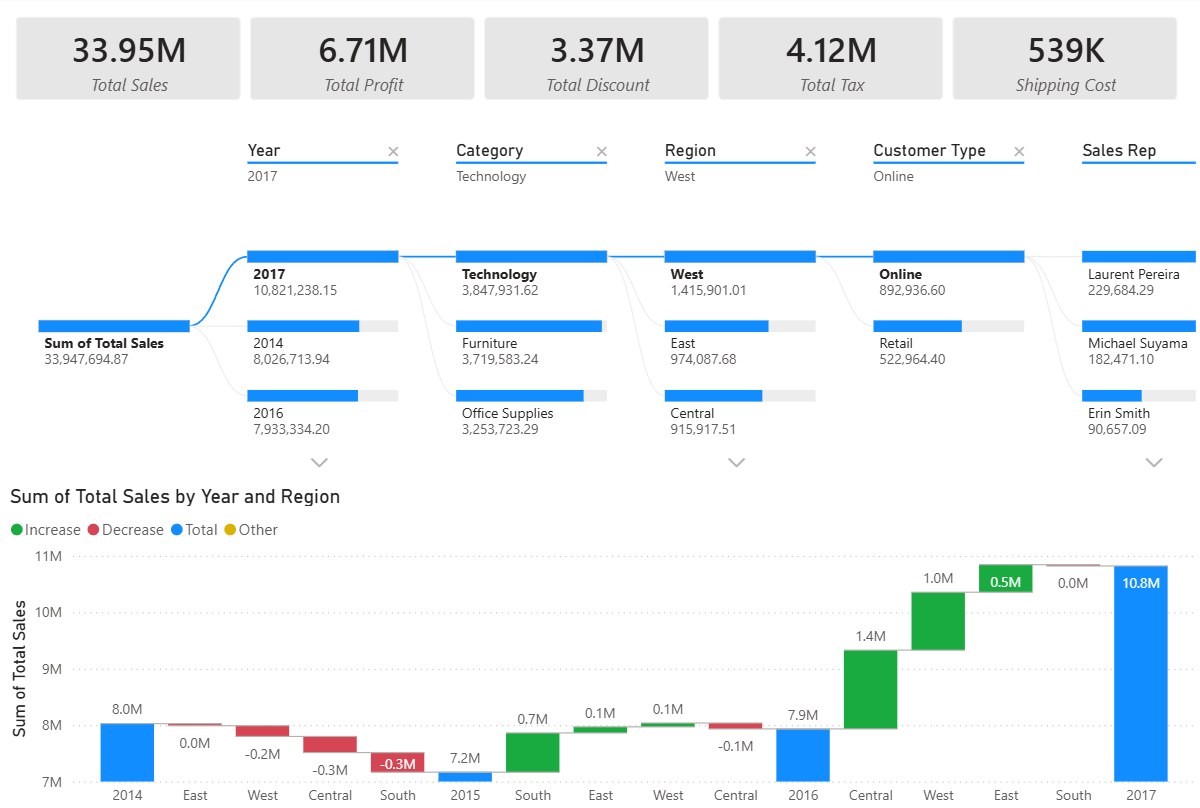 33.95M
Total Sales
6.71M
Total Profit
3.37M
Total Discount
4.12M
Total Tax
539K
Shipping Cost
Year
2017
Category
Technology
Region
West
Customer Type
Online
Sales Rep
Sum of Total Sales
33,947,694.87
2017
10,821,238.15
2014
8,026,713.94
2016
7,933,334.20
Technology
3,847,931.62
Furniture
3,719,583.24
Office Supplies
3,253,723.29
West
1,415,901.01
East
974,087.68
Central
915,917.51
Online
892,936.60
Retail
522,964.40
Laurent Pereira
229,684.29
Michael Suyama
182,471.10
Erin Smith
90,657.09
Sum of Total Sales by Year and Region
Increase Decrease Total Other
Sum of Total Sales
11M
10M
9M
8M
7M
8.0M
0.0M
-0.2M
-0.3M
-0.3M
7.2M
0.7M
0.1M
0.1M
-0.1M
7.9M
1.4M
1.0M
0.5M
0.0M
10.8M
2014 East West Central South 2015 South East West Central 2016 Central West East South 2017